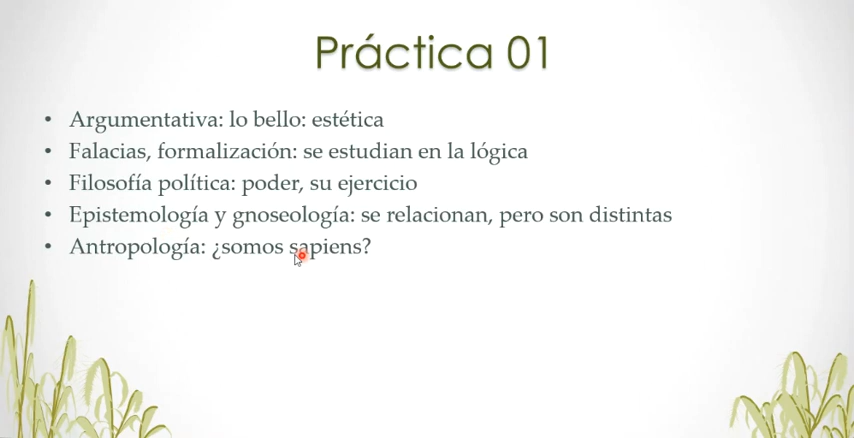 Práctica 01
• Argumentativa: lo bello: estética
• Falacias, formalización: se estudian en la lógica
• Filosofía política: poder, su ejercicio
• Epistemología y gnoseología: se relacionan, pero son distintas
• Antropología: ¿somos sapiens?